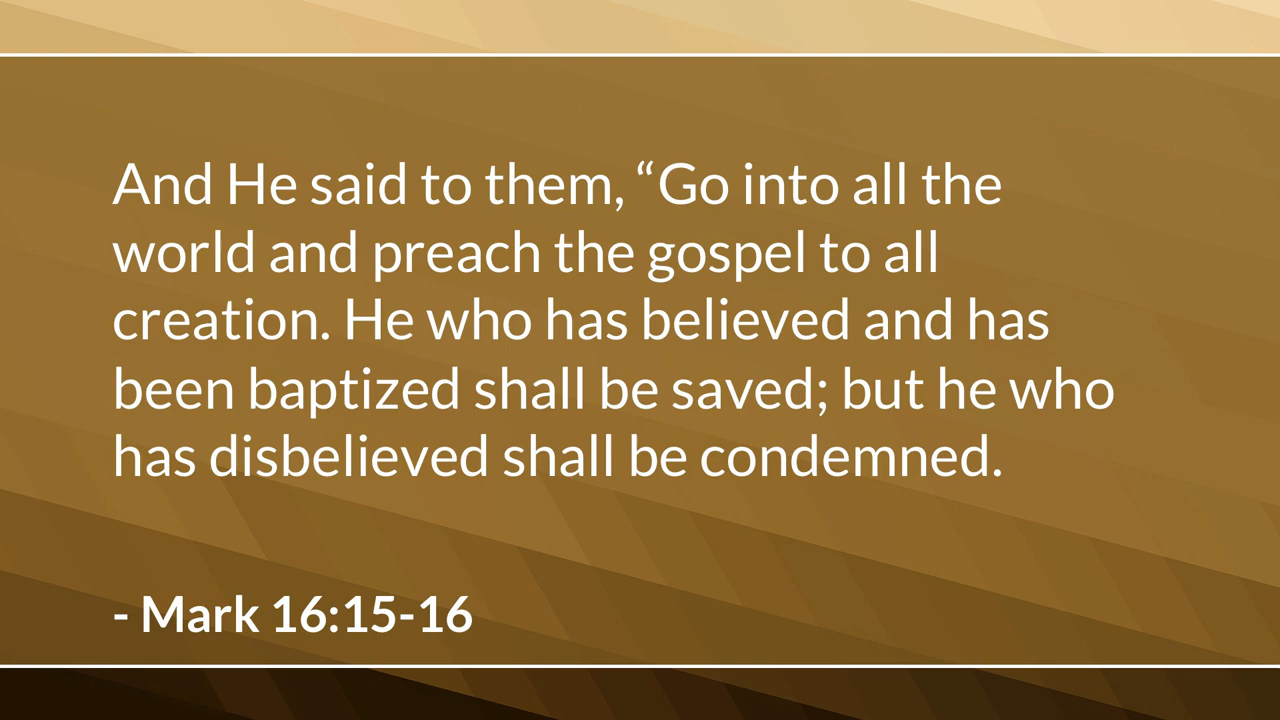 And He said to them, “Go into all the
world and preach the gospel to all
creation. He who has believed and has
been baptized shall be saved; but he who
has disbelieved shall be condemned.
- Mark 16:15-16